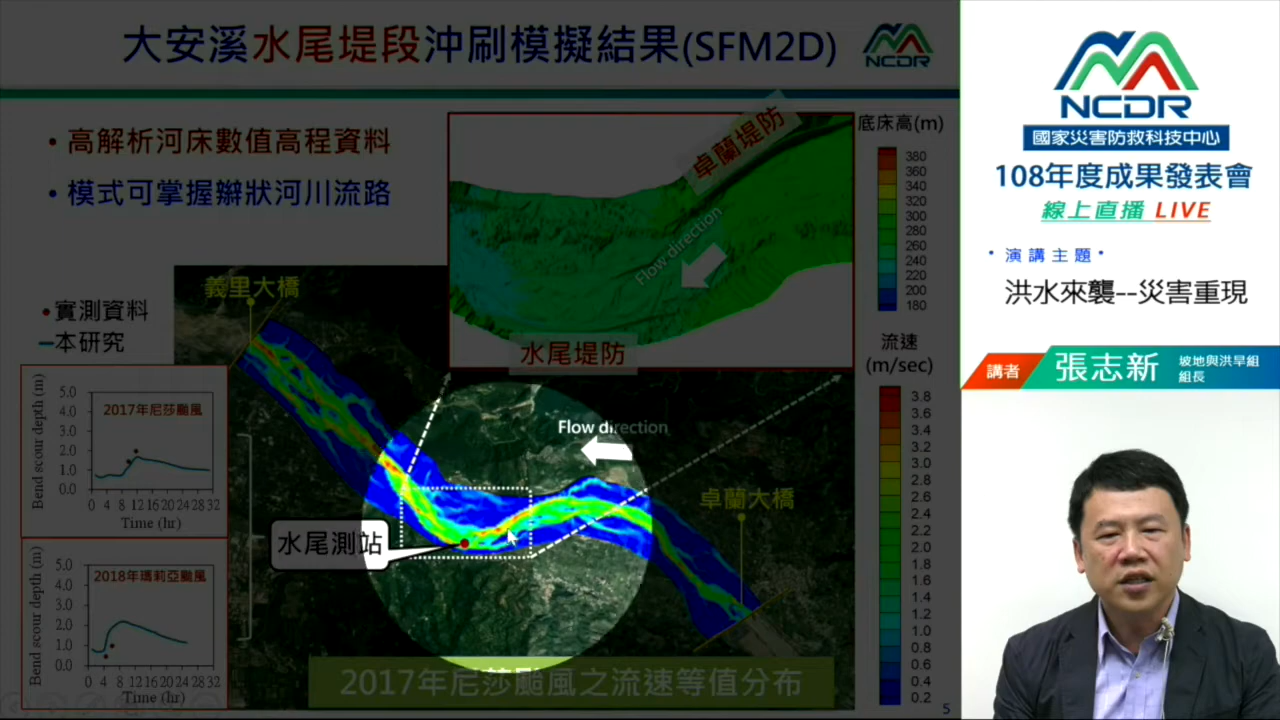 大安溪水尾堤段沖刷模擬結果(SFM2D)
NCDR
• 高解析河床數值高程資料
• 模式可掌握辮狀河川流路
卓蘭堤防
Flow direction
水尾堤防
底床高(m)
380
360
340
320
300
280
260
240
220
200
180
義里大橋
實測資料
本研究
流速
(m/sec)
3.8
3.6
3.4
3.2
3.0
2.8
2.6
2.4
2.2
2.0
1.8
1.6
1.4
1.2
1.0
0.8
0.6
0.4
0.2
Bend scour depth (m)
5.0
4.0
3.0
2.0
1.0
0.0
2017年尼莎颱風
0 4 8 12 16 20 24 28 32
Time (hr)
Bend scour depth (m)
5.0
4.0
3.0
2.0
1.0
0.0
2018年瑪莉亞颱風
0 4 8 12 16 20 24 28 32
Time (hr)
Flow direction
卓蘭大橋
水尾測站
2017年尼莎颱風之流速等值分布
5
NCDR
國家災害防救科技中心
108年度成果發表會
線上直播 LIVE
• 演講主題 •
洪水來襲--災害重現
講者
張志新
坡地與洪旱組
組長